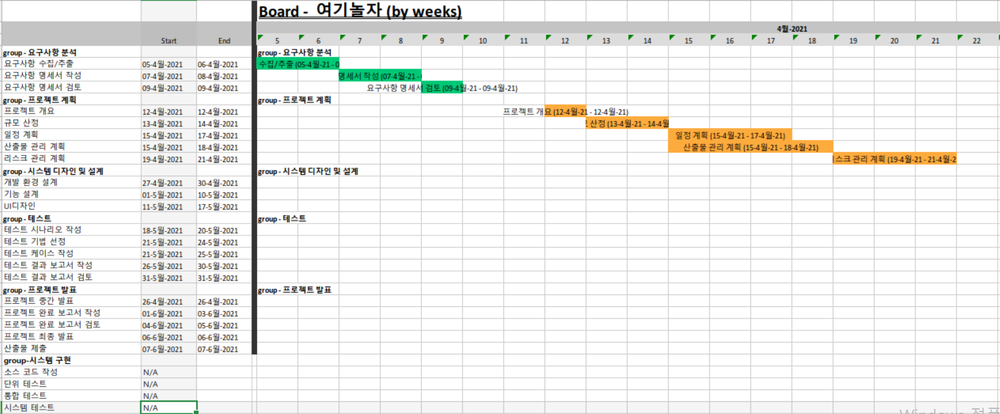 Board - 여기놀자 (by weeks)
4월-2021
Start End 5 6 7 8 9 10 11 12 13 14 15 16 17 18 19 20 21 22
group - 요구사항 분석 group - 요구사항 분석
요구사항 수집/추출 05-4월-2021 06-4월-2021 수집/추출 (05-4월-21 - 0
요구사항 명세서 작성 07-4월-2021 08-4월-2021 명세서 작성 (07-4월-21 -
요구사항 명세서 검토 09-4월-2021 09-4월-2021 요구사항 명세서 검토 (09-4월-21 - 09-4월-21)
group - 프로젝트 계획 group - 프로젝트 계획
프로젝트 개요 12-4월-2021 12-4월-2021 프로젝트 개요 (12-4월-21 - 12-4월-21)
규모 산정 13-4월-2021 14-4월-2021 산정 (13-4월-21 - 14-4월
일정 계획 15-4월-2021 17-4월-2021 일정 계획 (15-4월-21 - 17-4월-21)
산출물 관리 계획 15-4월-2021 18-4월-2021 산출물 관리 계획 (15-4월-21 - 18-4월-21)
리스크 관리 계획 19-4월-2021 21-4월-2021 스크 관리 계획 (19-4월-21 - 21-4월-2
group - 시스템 디자인 및 설계 group - 시스템 디자인 및 설계
개발 환경 설계 27-4월-2021 30-4월-2021
기능 설계 01-5월-2021 10-5월-2021
UI디자인 11-5월-2021 17-5월-2021
group - 테스트 group - 테스트
테스트 시나리오 작성 18-5월-2021 20-5월-2021
테스트 기법 선정 21-5월-2021 24-5월-2021
테스트 케이스 작성 21-5월-2021 25-5월-2021
테스트 결과 보고서 작성 26-5월-2021 30-5월-2021
테스트 결과 보고서 검토 31-5월-2021 31-5월-2021
group - 프로젝트 발표 group - 프로젝트 발표
프로젝트 중간 발표 26-4월-2021 26-4월-2021
프로젝트 완료 보고서 작성 01-6월-2021 03-6월-2021
프로젝트 완료 보고서 검토 04-6월-2021 05-6월-2021
프로젝트 최종 발표 06-6월-2021 06-6월-2021
산출물 제출 07-6월-2021 07-6월-2021
group-시스템 구현
소스 코드 작성 N/A
단위 테스트 N/A
통합 테스트 N/A
시스템 테스트 N/A